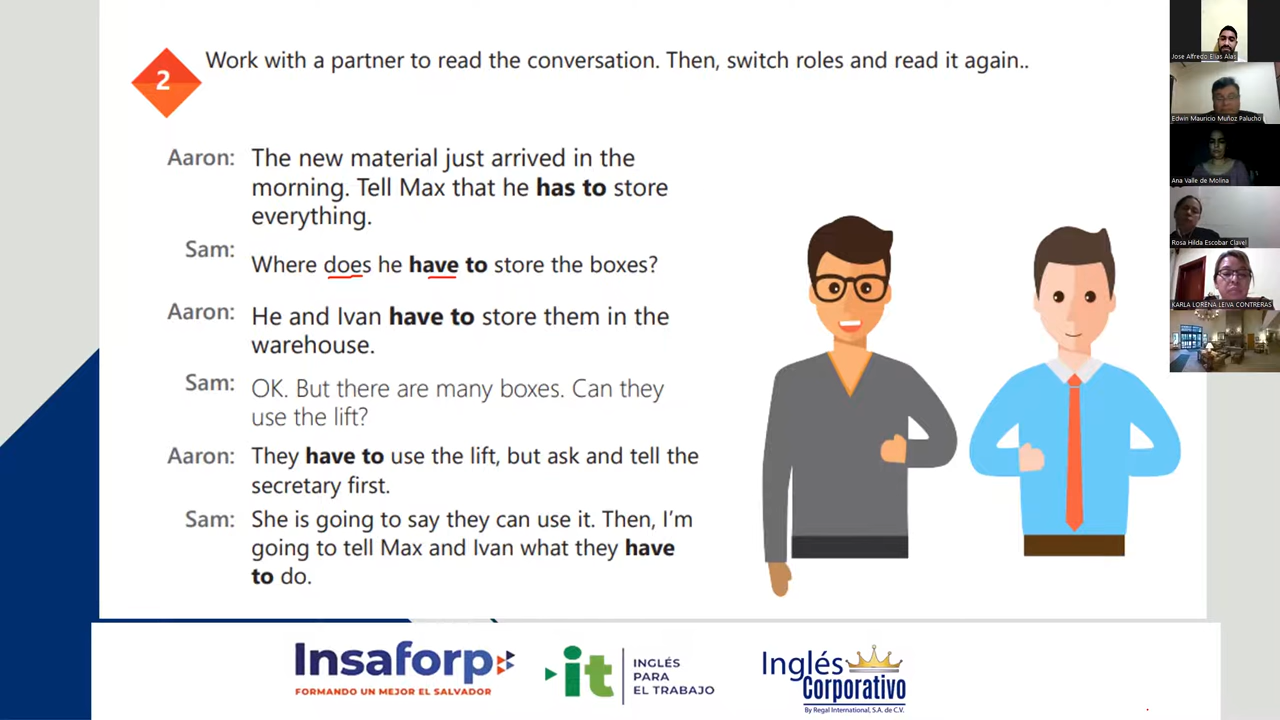 2
Work with a partner to read the conversation. Then, switch roles and read it again..
Aaron: The new material just arrived in the
morning. Tell Max that he has to store
everything.
Sam: Where does he have to store the boxes?
Aaron: He and Ivan have to store them in the
warehouse.
Sam: OK. But there are many boxes. Can they
use the lift?
Aaron: They have to use the lift, but ask and tell the
secretary first.
Sam: She is going to say they can use it. Then, I'm
going to tell Max and Ivan what they have
to do.
Jose Alfredo Elias Alas
Edwin Mauricio Muñoz Palucho
Ana Valle de Molina
Rosa Hilda Escobar Clavel
KARLA LORENA LEIVA CONTRERAS
Insaforp
FORMANDO UN MEJOR EL SALVADOR
it
INGLÉS
PARA
EL TRABAJO
Inglés
Corporativo
By Regal International, S.A. de C.V.